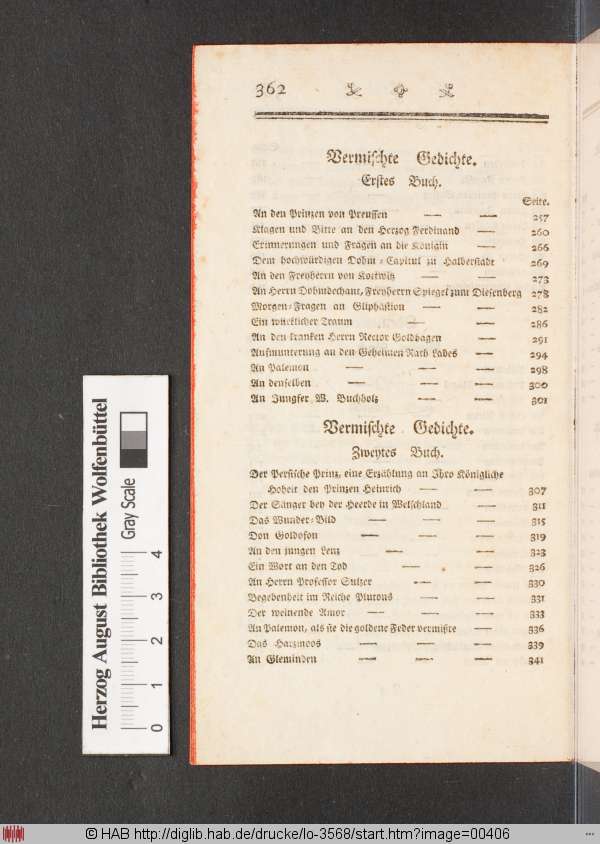 362
Vermischte Gedichte.
Erstes Buch.
Seite.
An den Prinzen von Preussen — — 257
Klagen und Bitte an den Herzog Ferdinand — 260
Erinnerungen und Fragen an die Königin — 266
Dem hochwürdigen Dohm-Capitul zu Halberstadt 269
An den Freyherrn von Kottwitz — — 273
An Herrn Dohmdechant, Freyherrn Spiegel zum Diesenberg 278
Morgen-Fragen an Gliphästion — — 282
Ein würklicher Traum — — 286
An den kranken Herrn Rector Goldhagen — 291
Aufmunterung an den Geheimen Rath Labes — 294
An Palemon — — — 298
An denselben — — — 300
An Jungfer W. Buchholz — — 301
Vermischte Gedichte.
Zweytes Buch.
Der Persische Prinz, eine Erzählung an Ihro Königliche
Hoheit den Prinzen Heinrich — — 307
Der Sänger bey der Heerde in Welschland — 311
Das Wunder-Bild — — — 315
Don Goldofon — — — 319
An den jungen Lenz — — 323
Ein Wort an den Tod — — 326
An Herrn Professor Sulzer — — 330
Begebenheit im Reiche Plutons — — 331
Der weinende Amor — — — 333
An Palemon, als sie die goldene Feder vermißte — 336
Das Harzmoos — — — 339
An Gleminden — — — 341
Herzog August Bibliothek Wolfenbüttel
Gray Scale
0 1 2 3 4
© HAB http://diglib.hab.de/drucke/lo-3568/start.htm?image=00406